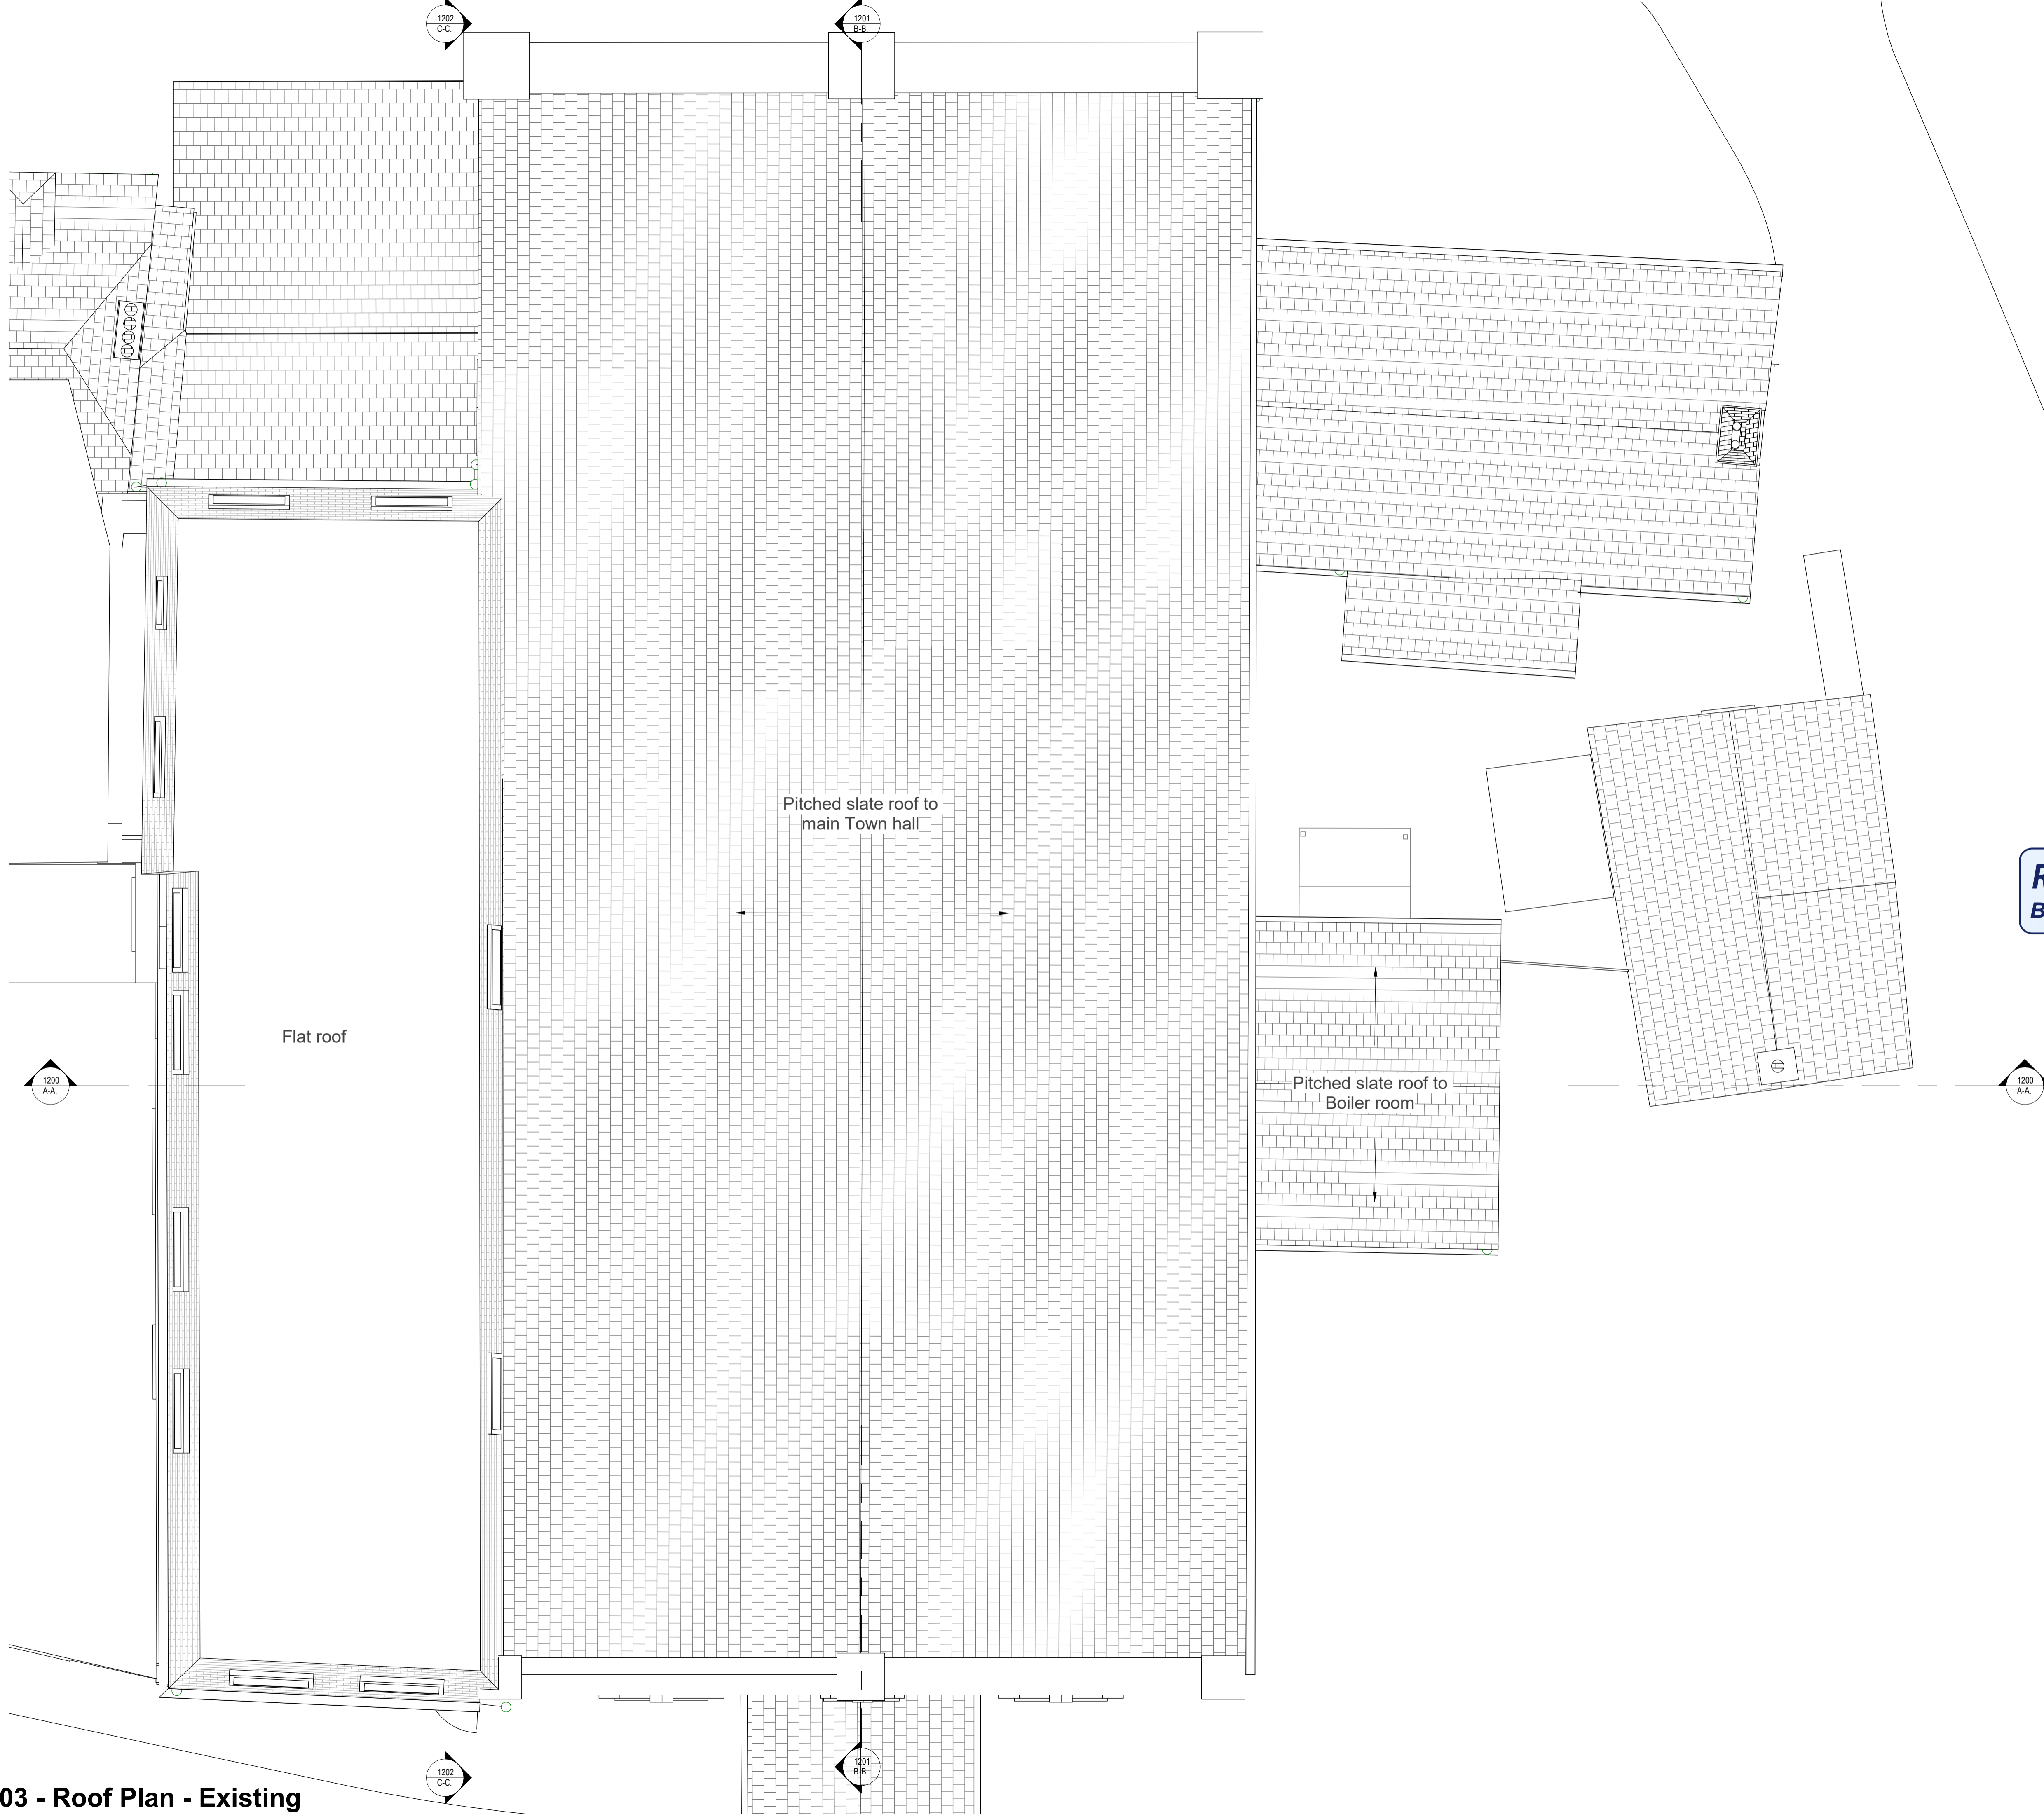 1202
C-C.
1201
B-B.
Pitched slate roof to
main Town hall
Flat roof
1200
A-A.
Pitched slate roof to
Boiler room
1200
A-A.
1202
C-C.
1201
B-B.
03 - Roof Plan - Existing